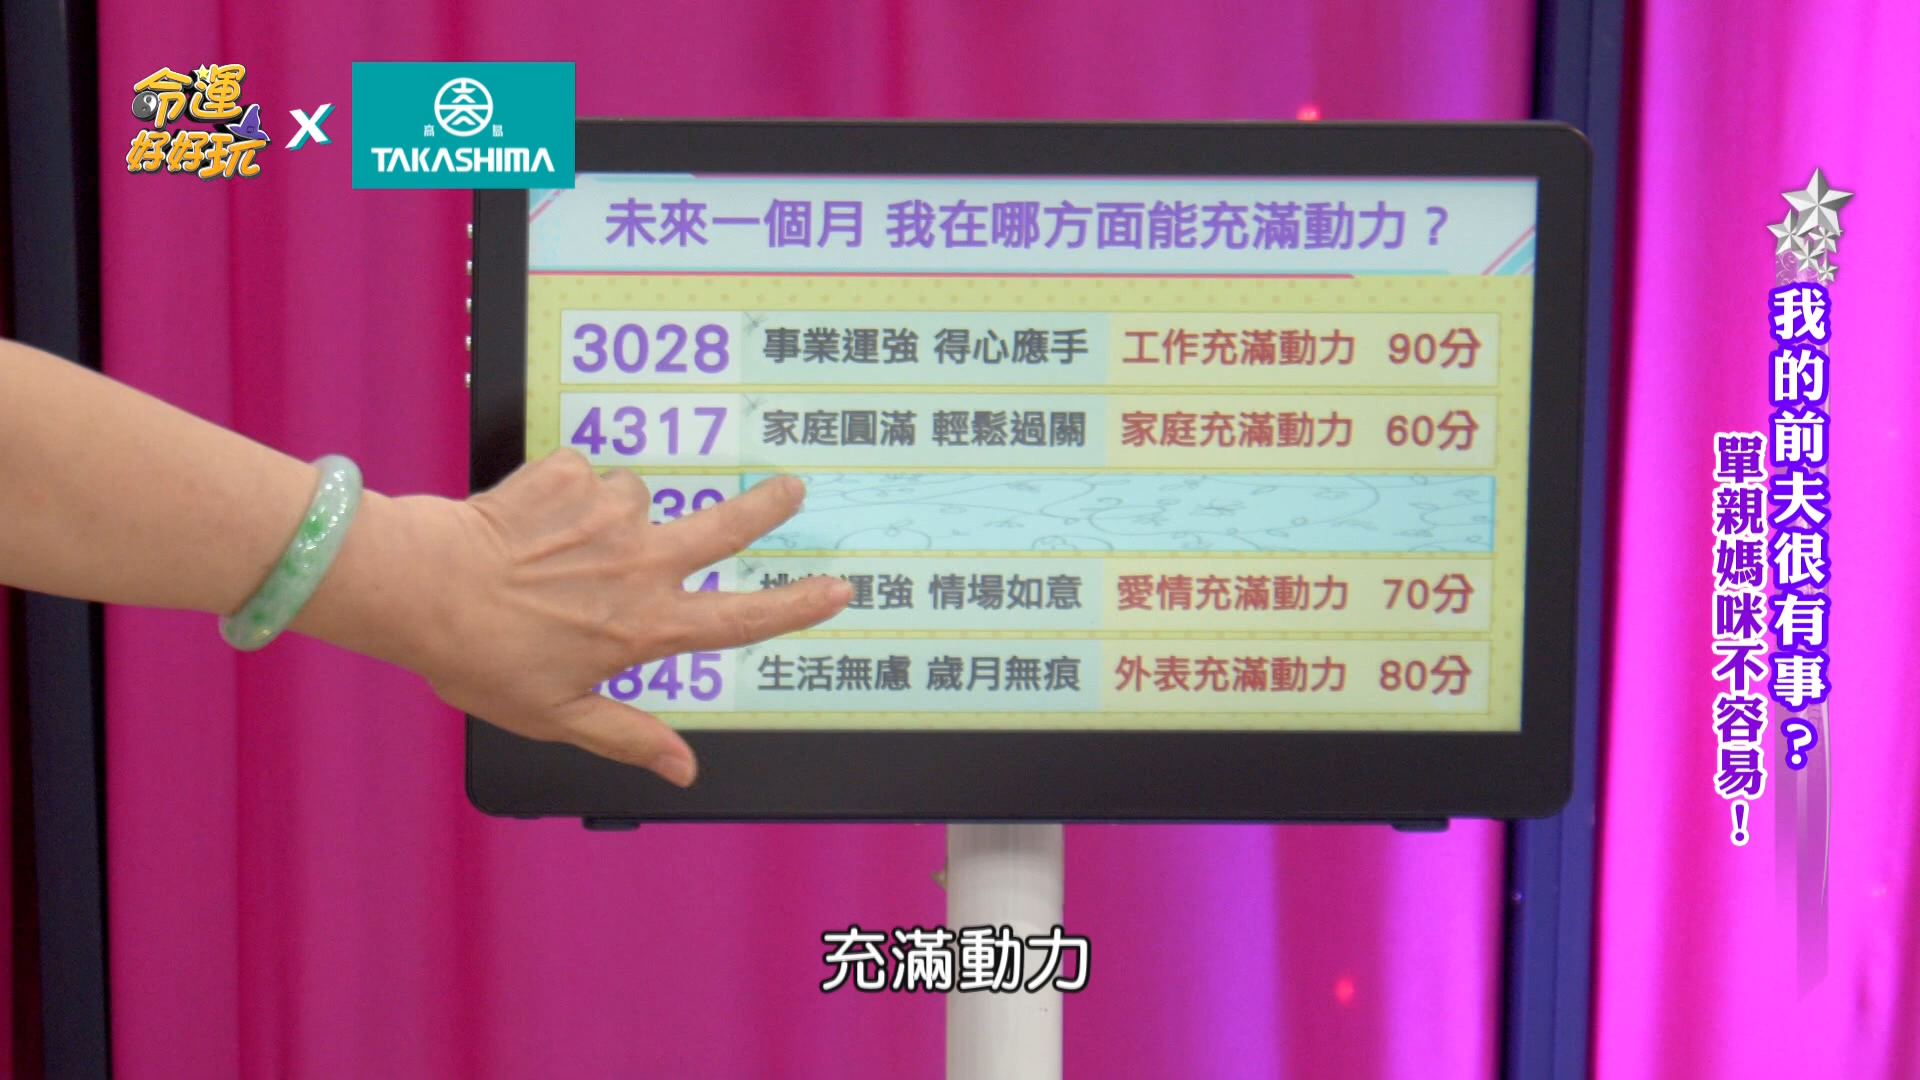 命運
好好玩
X
高島
TAKASHIMA
未來一個月 我在哪方面能充滿動力？
3028 事業運強 得心應手 工作充滿動力 90分
4317 家庭圓滿 輕鬆過關 家庭充滿動力 60分
39
4 運強 情場如意 愛情充滿動力 70分
845 生活無慮 歲月無痕 外表充滿動力 80分
我的前夫很有事？
單親媽咪不容易！
充滿動力